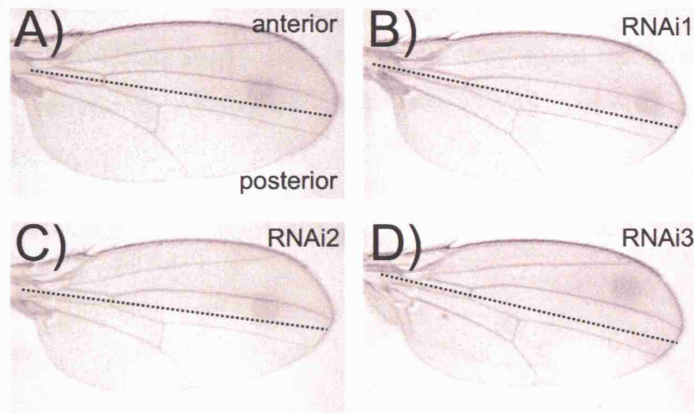 A)
anterior
posterior
B)
RNAi1
C)
RNAi2
D)
RNAi3